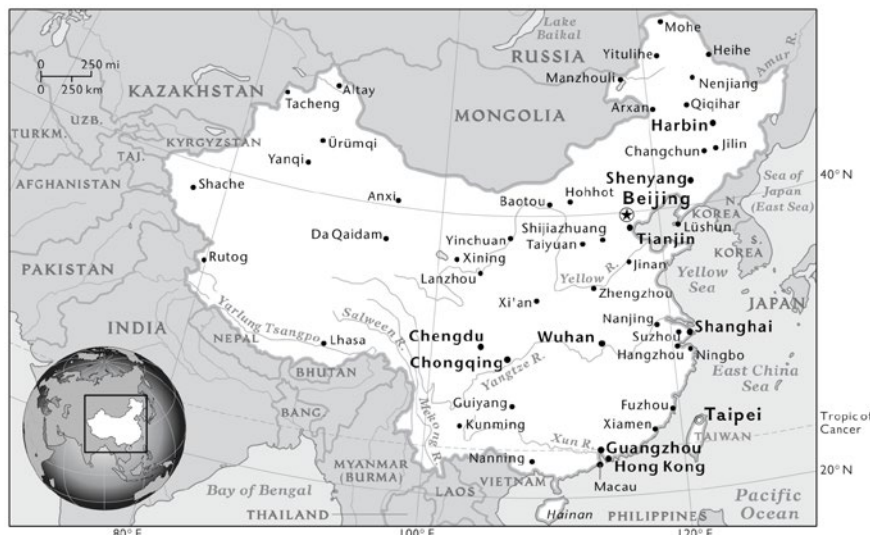 Lake
Baikal
RUSSIA
Mohe
Yitulihe
Heihe
Amur R.
Manzhouli
Nenjiang
Arxan
Qiqihar
Harbin
Changchun
Jilin
0 250 mi
0 250 km
KAZAKHSTAN
Tacheng
Altay
MONGOLIA
UZB.
TURKM.
KYRGYZSTAN
TAJ.
Ürümqi
Yanqi
Shache
AFGHANISTAN
Anxi
Da Qaidam
Rutog
PAKISTAN
Shenyang
Beijing
Baotou
Hohhot
Shijiazhuang
Taiyuan
Tianjin
Yinchuan
Xining
Lanzhou
Jinan
Yellow R.
Zhengzhou
Xi'an
N.
KOREA
Lüshun
S.
KOREA
Sea of
Japan
(East Sea)
40°N
Yellow
Sea
JAPAN
INDIA
Yarlung Tsangpo
Salween R.
NEPAL
Lhasa
BHUTAN
BANG.
Chengdu
Chongqing
Wuhan
Nanjing
Suzhou
Shanghai
Hangzhou
Ningbo
Yangtze R.
East China
Sea
Mekong R.
Guiyang
Kunming
Fuzhou
Xiamen
Taipei
TAIWAN
Tropic of
Cancer
Xun R.
Nanning
Guangzhou
Hong Kong
Macau
MYANMAR
(BURMA)
LAOS
VIETNAM
THAILAND
Hainan
PHILIPPINES
20°N
Bay of Bengal
Pacific
Ocean
80°E
100°E
120°E